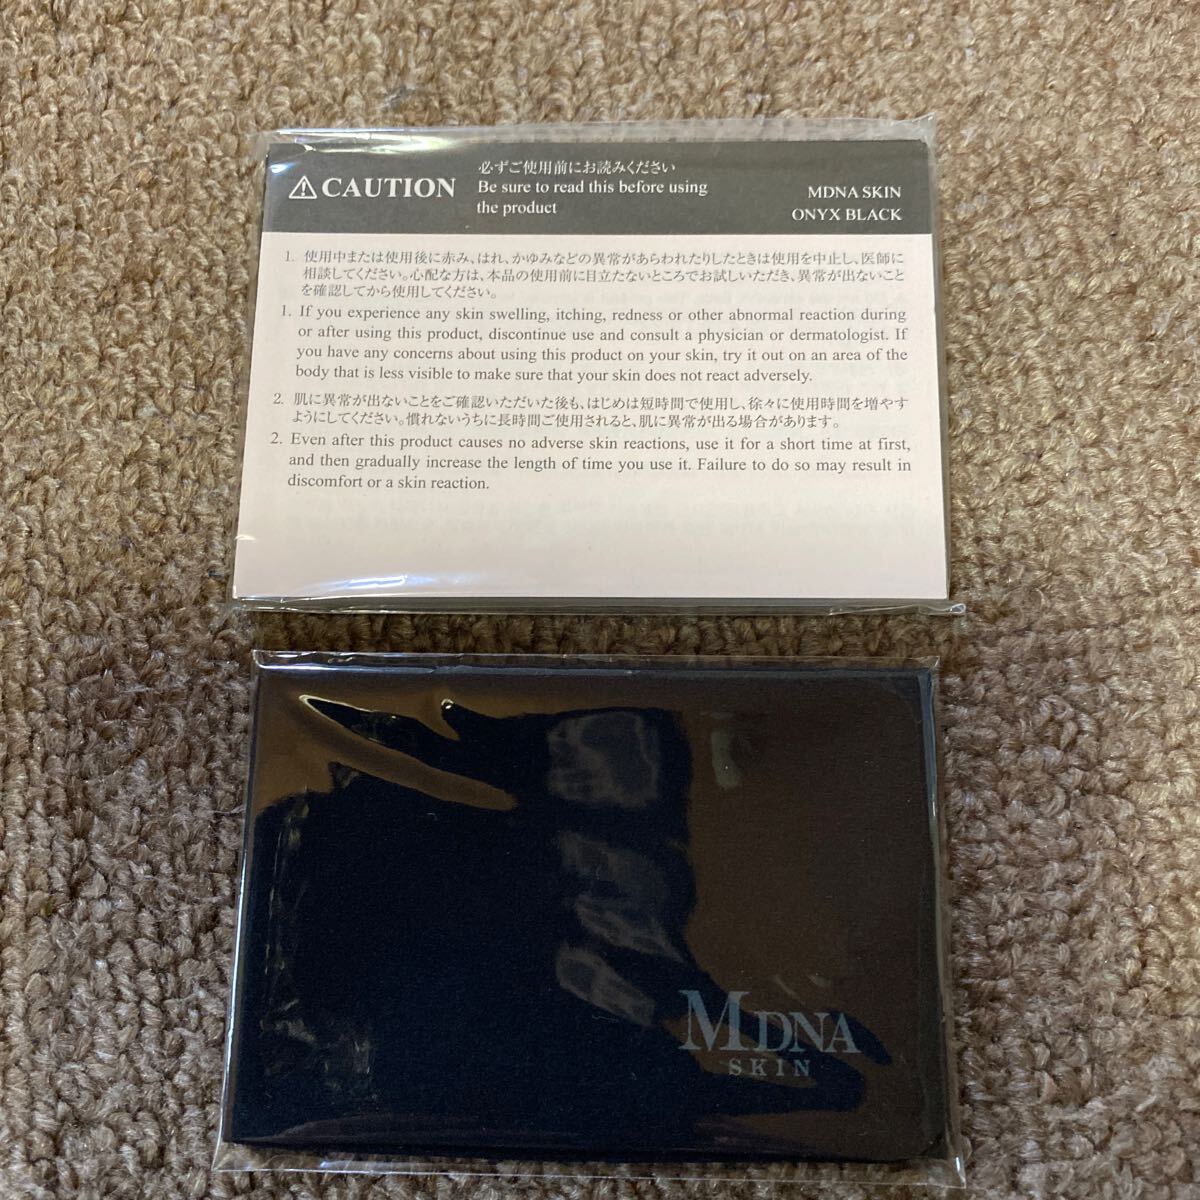 ⚠CAUTION
必ずご使用前にお読みください
Be sure to read this before using
the product
MDNA SKIN
ONYX BLACK
1. 使用中または使用後に赤み、はれ、かゆみなどの異常があらわれたりしたときは使用を中止し、医師に
相談してください。心配な方は、本品の使用前に目立たないところでお試しいただき、異常が出ないこと
を確認してから使用してください。
1. If you experience any skin swelling, itching, redness or other abnormal reaction during
or after using this product, discontinue use and consult a physician or dermatologist. If
you have any concerns about using this product on your skin, try it out on an area of the
body that is less visible to make sure that your skin does not react adversely.
2. 肌に異常が出ないことをご確認いただいた後も、はじめは短時間で使用し、徐々に使用時間を増やす
ようにしてください。慣れないうちに長時間ご使用されると、肌に異常が出る場合があります。
2. Even after this product causes no adverse skin reactions, use it for a short time at first,
and then gradually increase the length of time you use it. Failure to do so may result in
discomfort or a skin reaction.
MDNA
SKIN